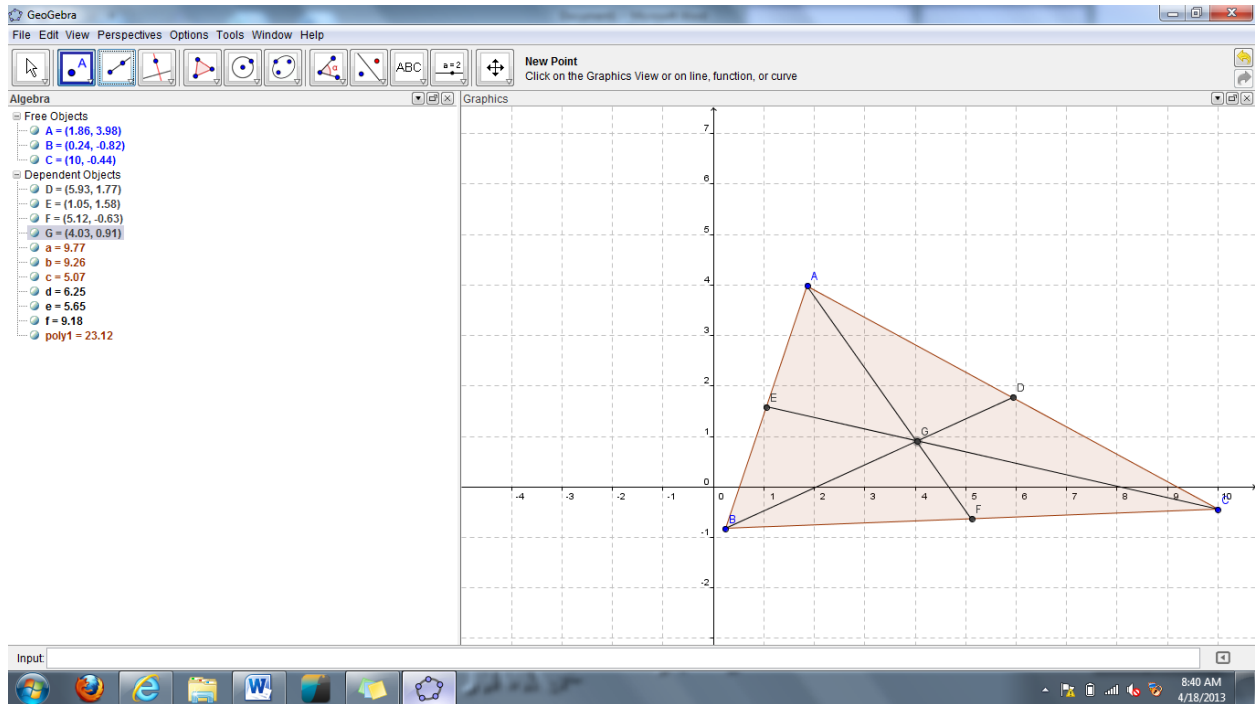 GeoGebra
File Edit View Perspectives Options Tools Window Help
A
ABC
a=2
New Point
Click on the Graphics View or on line, function, or curve
Algebra
Graphics
Free Objects
A = (1.86, 3.98)
B = (0.24, -0.82)
C = (10, -0.44)
Dependent Objects
D = (5.93, 1.77)
E = (1.05, 1.58)
F = (5.12, -0.63)
G = (4.03, 0.91)
a = 9.77
b = 9.26
c = 5.07
d = 6.25
e = 5.65
f = 9.18
poly1 = 23.12
7
6
5
4
3
2
1
0
-1
-2
-4 -3 -2 -1 0 1 2 3 4 5 6 7 8 9 10
A
D
E
G
C
B
F
Input:
W
8:40 AM
4/18/2013